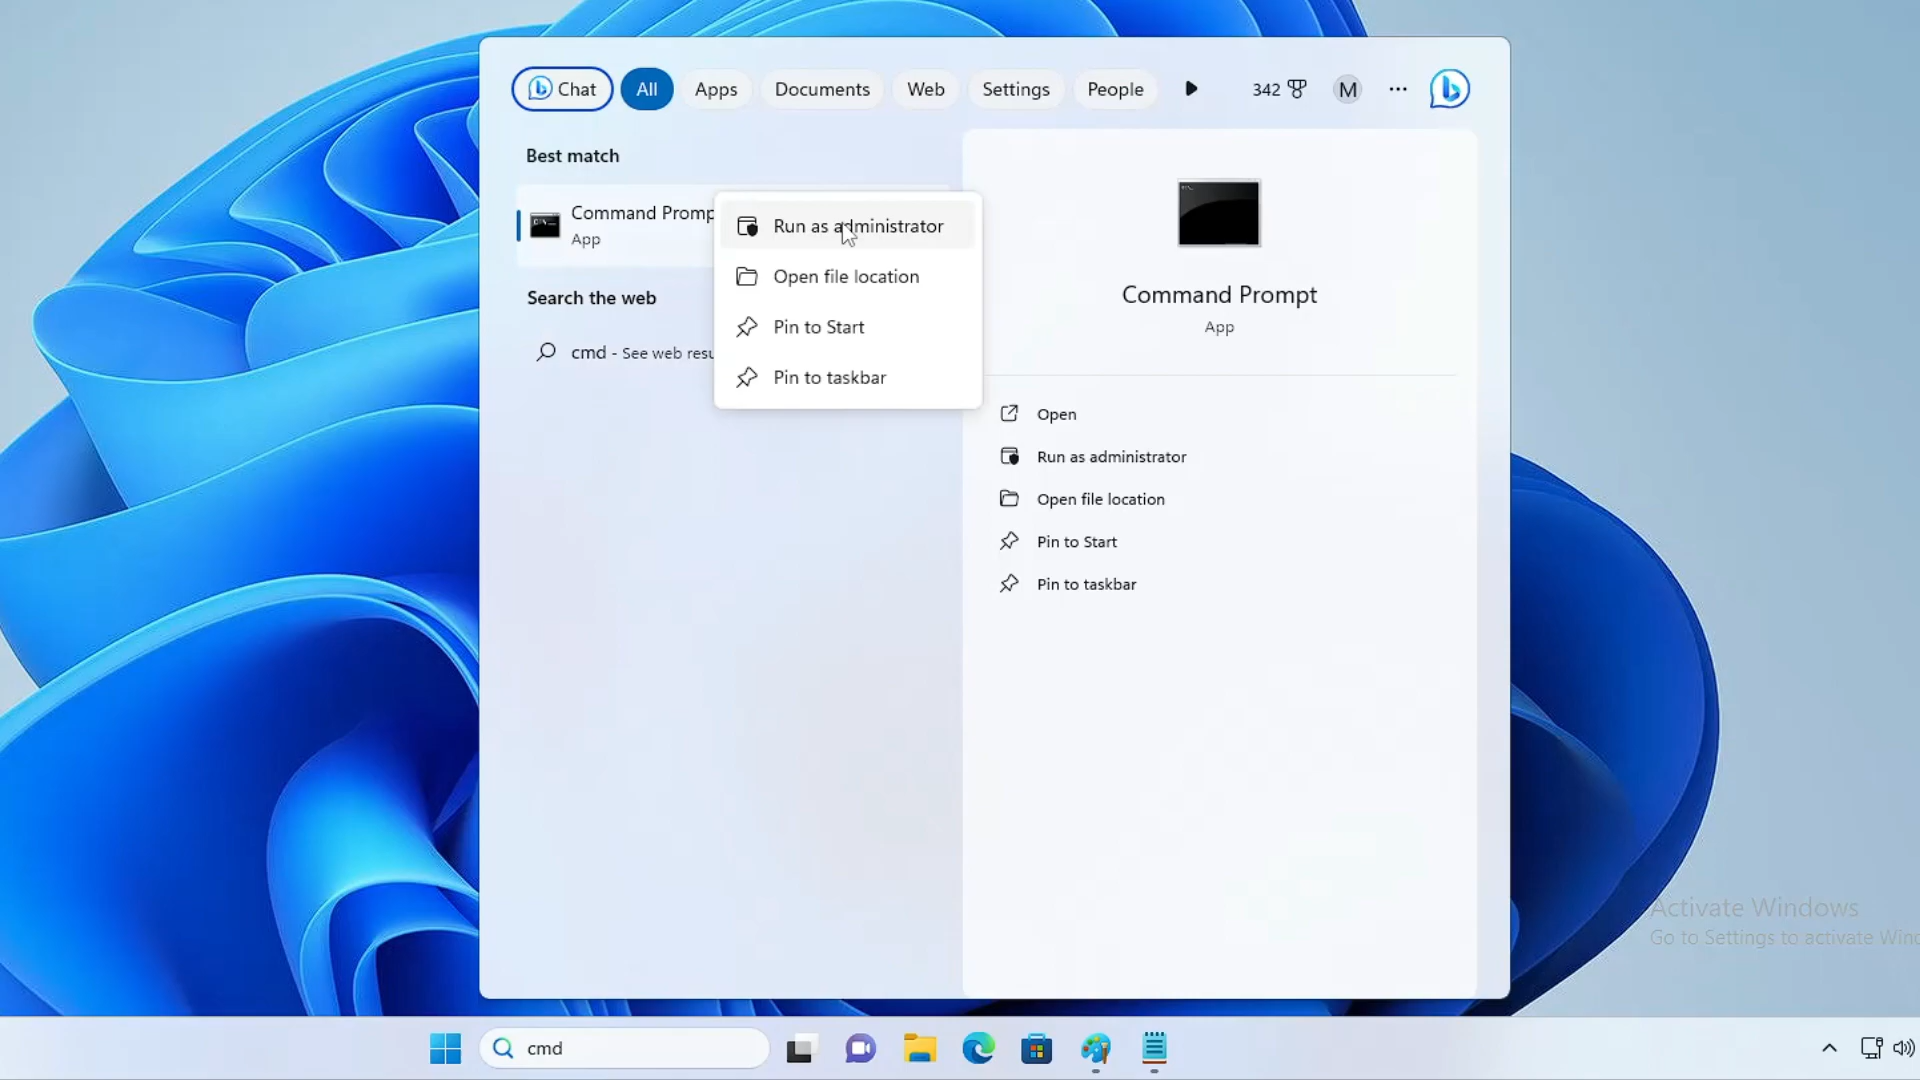 Chat
All
Apps
Documents
Web
Settings
People
342
M
Best match
Command Promp
App
Search the web
cmd - See web resu
Run as administrator
Open file location
Pin to Start
Pin to taskbar
Command Prompt
App
Open
Run as administrator
Open file location
Pin to Start
Pin to taskbar
Activate Windows
Go to Settings to activate Wind
cmd